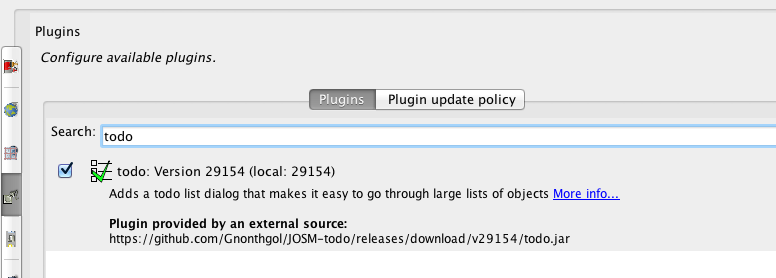 Plugins
Configure available plugins.
Plugins Plugin update policy
Search: todo
todo: Version 29154 (local: 29154)
Adds a todo list dialog that makes it easy to go through large lists of objects More info...
Plugin provided by an external source:
https://github.com/Gnonthgol/JOSM-todo/releases/download/v29154/todo.jar